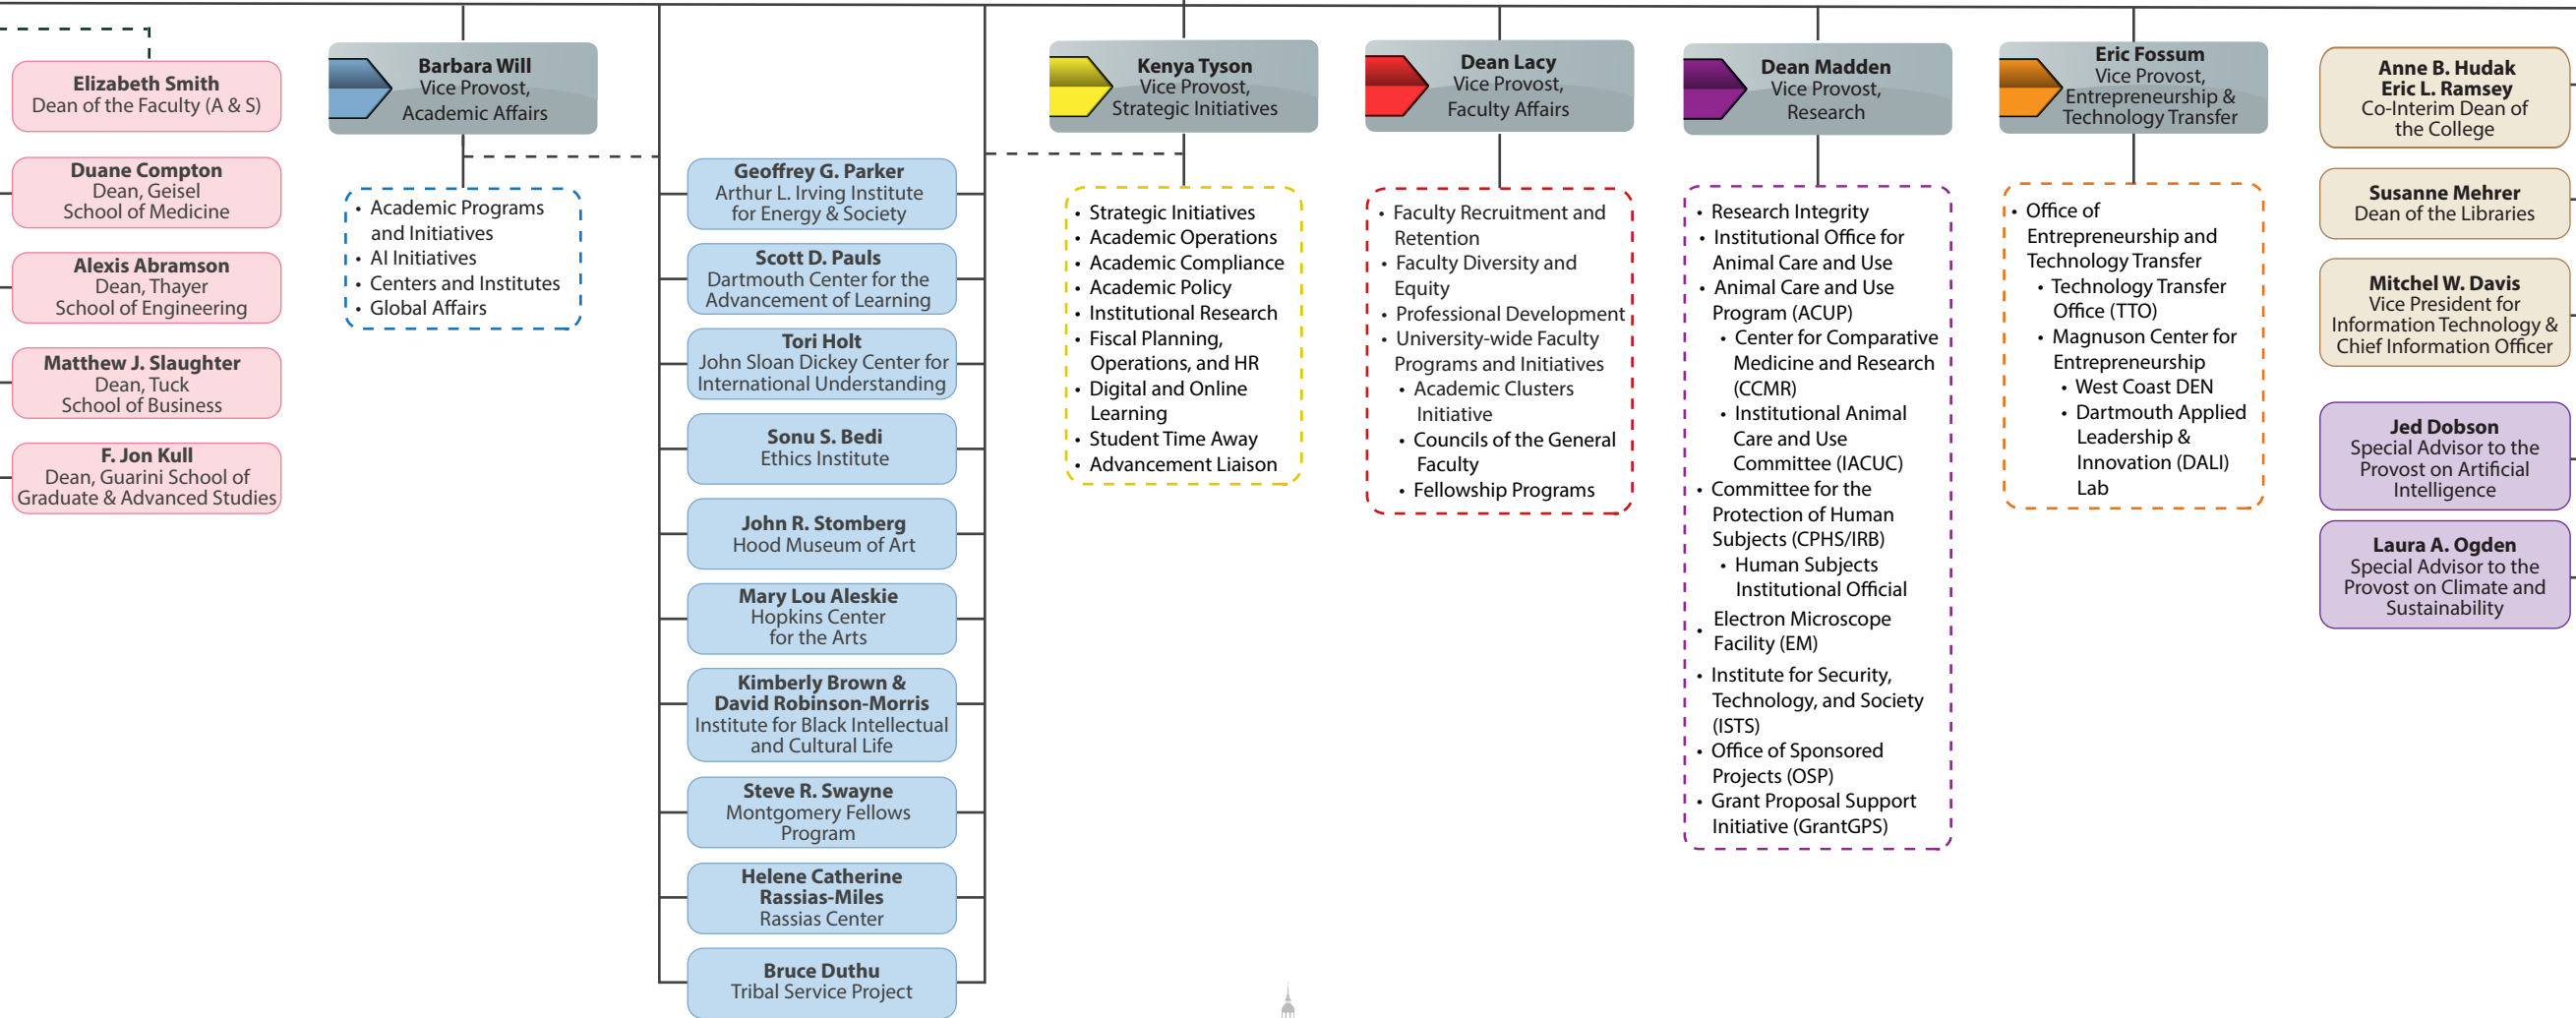 Elizabeth Smith
Dean of the Faculty (A & S)
Duane Compton
Dean, Geisel
School of Medicine
Alexis Abramson
Dean, Thayer
School of Engineering
Matthew J. Slaughter
Dean, Tuck
School of Business
F. Jon Kull
Dean, Guarini School of
Graduate & Advanced Studies
Barbara Will
Vice Provost,
Academic Affairs
• Academic Programs
and Initiatives
• AI Initiatives
• Centers and Institutes
• Global Affairs
Geoffrey G. Parker
Arthur L. Irving Institute
for Energy & Society
Scott D. Pauls
Dartmouth Center for the
Advancement of Learning
Tori Holt
John Sloan Dickey Center for
International Understanding
Sonu S. Bedi
Ethics Institute
John R. Stomberg
Hood Museum of Art
Mary Lou Aleskie
Hopkins Center
for the Arts
Kimberly Brown &
David Robinson-Morris
Institute for Black Intellectual
and Cultural Life
Steve R. Swayne
Montgomery Fellows
Program
Helene Catherine
Rassias-Miles
Rassias Center
Bruce Duthu
Tribal Service Project
Kenya Tyson
Vice Provost,
Strategic Initiatives
• Strategic Initiatives
• Academic Operations
• Academic Compliance
• Academic Policy
• Institutional Research
• Fiscal Planning,
Operations, and HR
• Digital and Online
Learning
• Student Time Away
• Advancement Liaison
Dean Lacy
Vice Provost,
Faculty Affairs
• Faculty Recruitment and
Retention
• Faculty Diversity and
Equity
• Professional Development
• University-wide Faculty
Programs and Initiatives
• Academic Clusters
Initiative
• Councils of the General
Faculty
• Fellowship Programs
Dean Madden
Vice Provost,
Research
• Research Integrity
• Institutional Office for
Animal Care and Use
• Animal Care and Use
Program (ACUP)
• Center for Comparative
Medicine and Research
(CCMR)
• Institutional Animal
Care and Use
Committee (IACUC)
• Committee for the
Protection of Human
Subjects (CPHS/IRB)
• Human Subjects
Institutional Official
• Electron Microscope
Facility (EM)
• Institute for Security,
Technology, and Society
(ISTS)
• Office of Sponsored
Projects (OSP)
• Grant Proposal Support
Initiative (GrantGPS)
Eric Fossum
Vice Provost,
Entrepreneurship &
Technology Transfer
• Office of
Entrepreneurship and
Technology Transfer
• Technology Transfer
Office (TTO)
• Magnuson Center for
Entrepreneurship
• West Coast DEN
• Dartmouth Applied
Leadership &
Innovation (DALI)
Lab
Anne B. Hudak
Eric L. Ramsey
Co-Interim Dean of
the College
Susanne Mehrer
Dean of the Libraries
Mitchel W. Davis
Vice President for
Information Technology &
Chief Information Officer
Jed Dobson
Special Advisor to the
Provost on Artificial
Intelligence
Laura A. Ogden
Special Advisor to the
Provost on Climate and
Sustainability